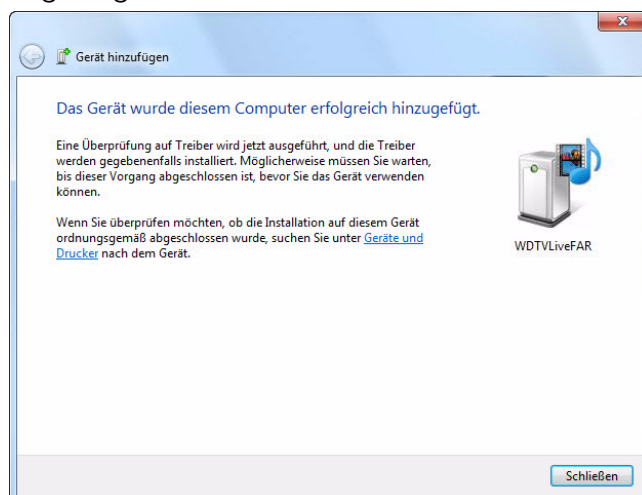 Gerät hinzufügen
Das Gerät wurde diesem Computer erfolgreich hinzugefügt.
Eine Überprüfung auf Treiber wird jetzt ausgeführt, und die Treiber
werden gegebenenfalls installiert. Möglicherweise müssen Sie warten,
bis dieser Vorgang abgeschlossen ist, bevor Sie das Gerät verwenden
können.
Wenn Sie überprüfen möchten, ob die Installation auf diesem Gerät
ordnungsgemäß abgeschlossen wurde, suchen Sie unter Geräte und
Drucker nach dem Gerät.
WDTVLiveFAR
Schließen